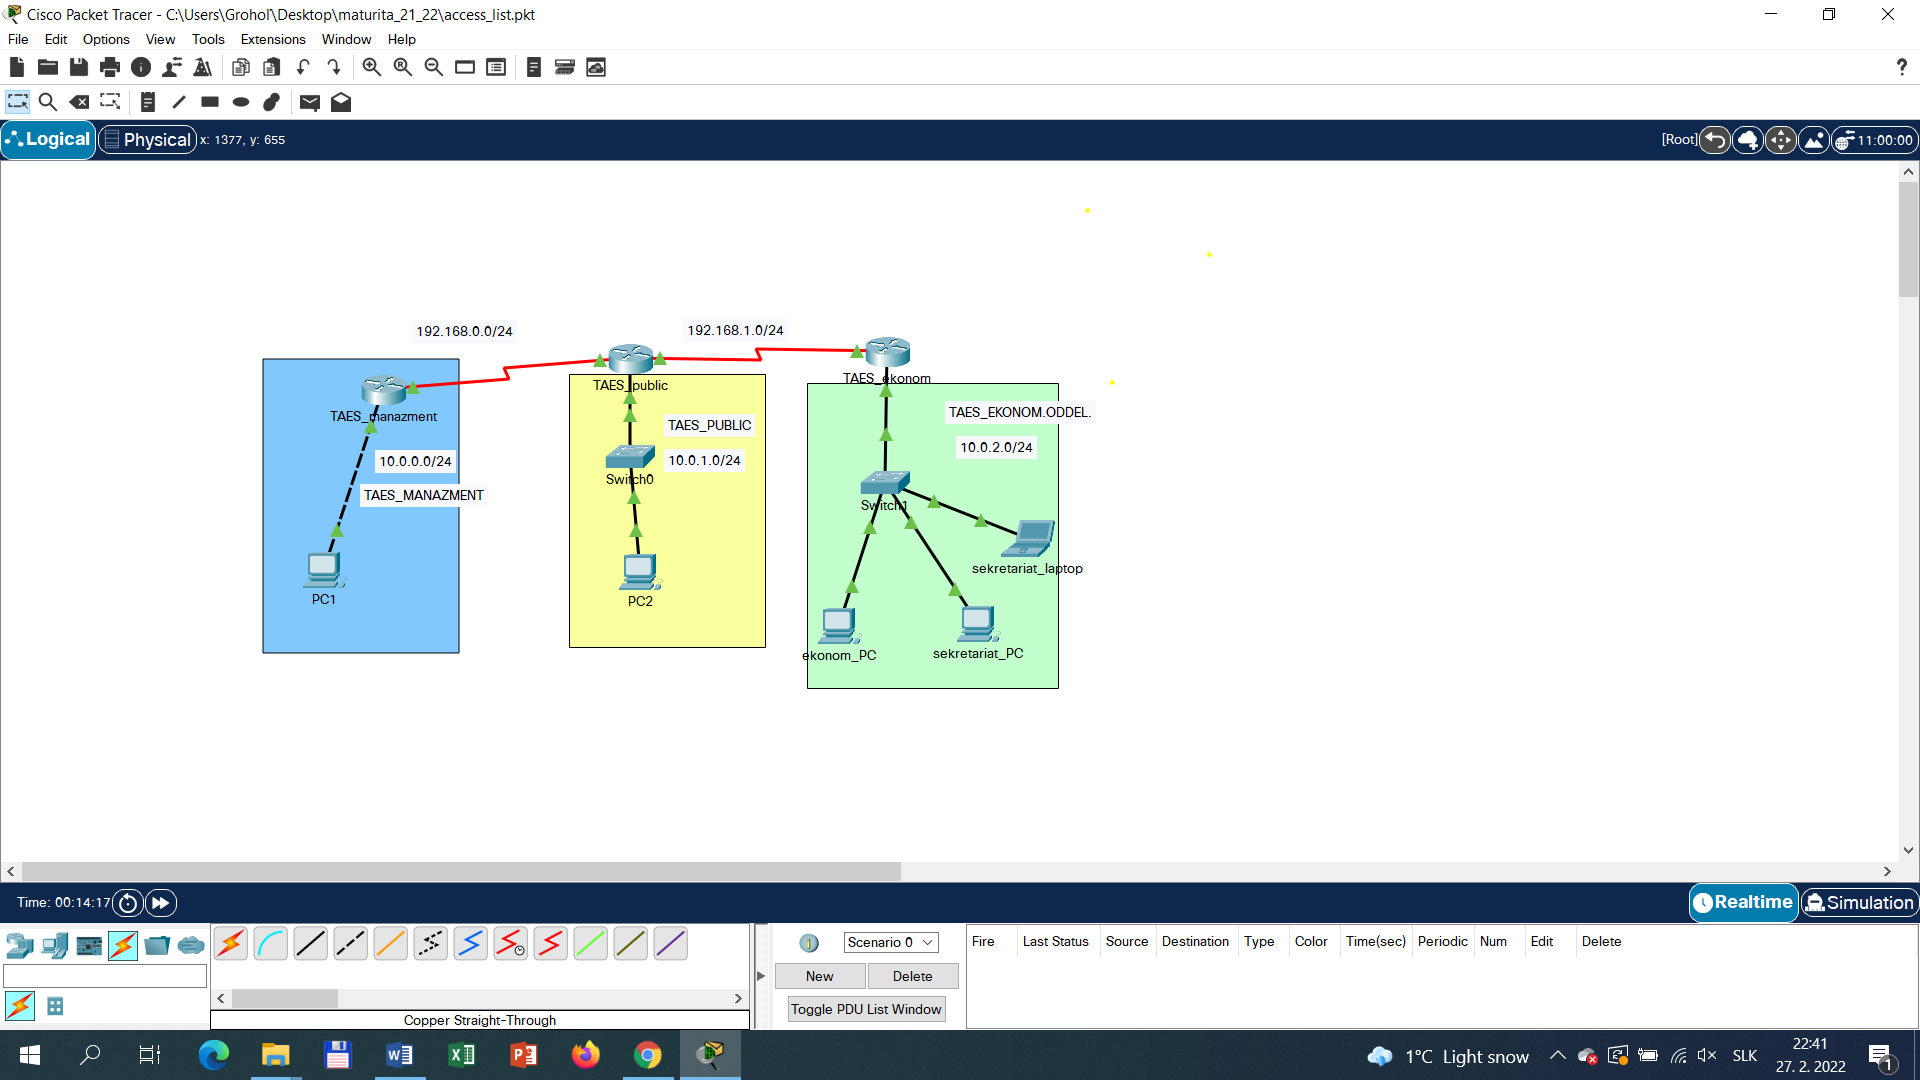 Cisco Packet Tracer - C:\Users\Grohol\Desktop\maturita_21_22\access_list.pkt
File Edit Options View Tools Extensions Window Help
Logical Physical x: 1377, y: 655 [Root] 11:00:00
192.168.0.0/24
192.168.1.0/24
TAES_manazment
10.0.0.0/24
TAES_MANAZMENT
PC1
TAES_public
TAES_PUBLIC
10.0.1.0/24
Switch0
PC2
TAES_ekonom
TAES_EKONOM.ODDEL.
10.0.2.0/24
Switch1
sekretariat_laptop
ekonom_PC
sekretariat_PC
Time: 00:14:17 Realtime Simulation
Scenario 0
New Delete
Toggle PDU List Window
Fire Last Status Source Destination Type Color Time(sec) Periodic Num Edit Delete
Copper Straight-Through
1°C Light snow SLK 22:41
27. 2. 2022
1